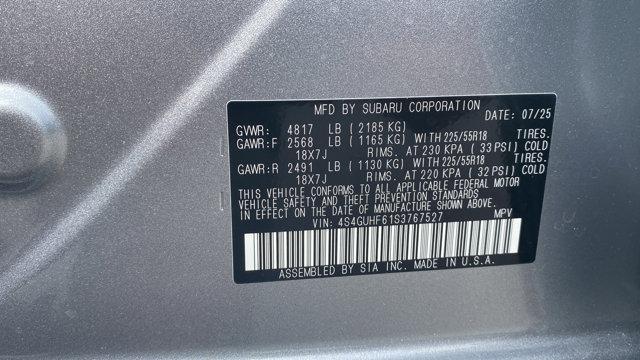 MFD BY SUBARU CORPORATION DATE: 07/25
GVWR: 4817 LB ( 2185 KG)
GAWR:F 2568 LB ( 1165 KG) WITH 225/55R18 TIRES.
18X7J RIMS. AT 230 KPA ( 33 PSI) COLD
GAWR:R 2491 LB ( 1130 KG) WITH 225/55R18 TIRES.
18X7J RIMS. AT 220 KPA ( 32 PSI) COLD
THIS VEHICLE CONFORMS TO ALL APPLICABLE FEDERAL MOTOR
VEHICLE SAFETY AND THEFT PREVENTION STANDARDS
IN EFFECT ON THE DATE OF MANUFACTURE SHOWN ABOVE.
VIN: 4S4GUHF61S3767527 MPV
ASSEMBLED BY SIA INC. MADE IN U.S.A.